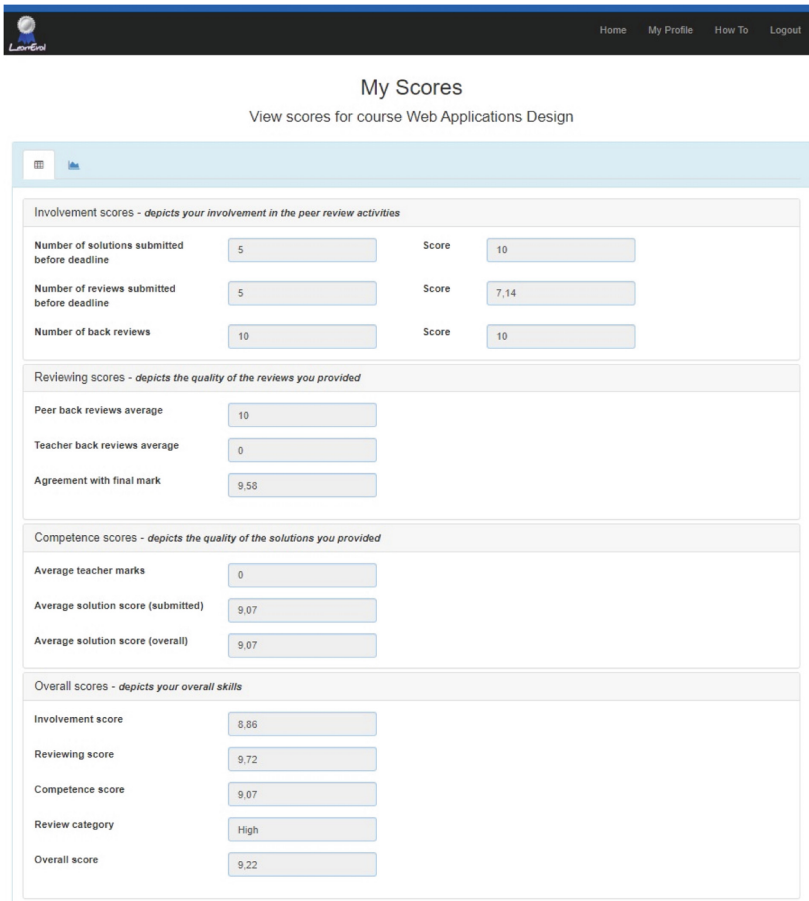 LearnEval
Home My Profile How To Logout
My Scores
View scores for course Web Applications Design
Involvement scores - depicts your involvement in the peer review activities
Number of solutions submitted before deadline 5 Score 10
Number of reviews submitted before deadline 5 Score 7,14
Number of back reviews 10 Score 10
Reviewing scores - depicts the quality of the reviews you provided
Peer back reviews average 10
Teacher back reviews average 0
Agreement with final mark 9,58
Competence scores - depicts the quality of the solutions you provided
Average teacher marks 0
Average solution score (submitted) 9,07
Average solution score (overall) 9,07
Overall scores - depicts your overall skills
Involvement score 8,86
Reviewing score 9,72
Competence score 9,07
Review category High
Overall score 9,22